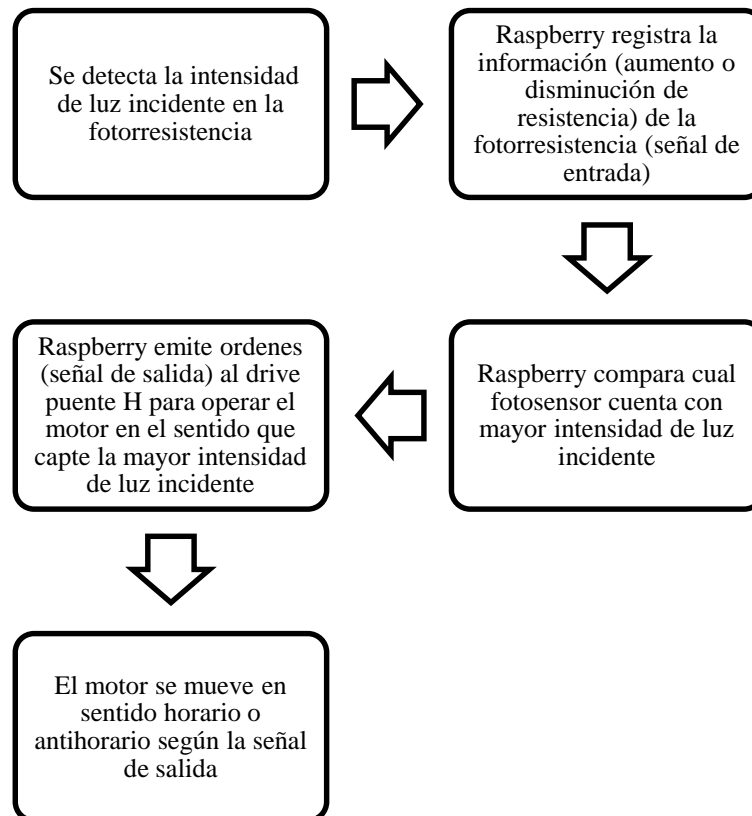 Se detecta la intensidad
de luz incidente en la
fotorresistencia
Raspberry registra la
información (aumento o
disminución de
resistencia) de la
fotorresistencia (señal de
entrada)
Raspberry compara cual
fotosensor cuenta con
mayor intensidad de luz
incidente
Raspberry emite ordenes
(señal de salida) al drive
puente H para operar el
motor en el sentido que
capte la mayor intensidad
de luz incidente
El motor se mueve en
sentido horario o
antihorario según la señal
de salida